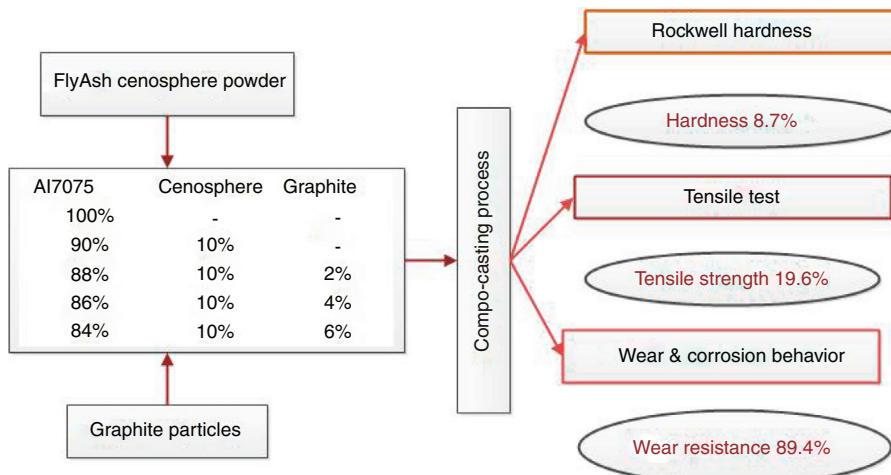 FlyAsh cenosphere powder
AI7075 Cenosphere Graphite
100% - -
90% 10% -
88% 10% 2%
86% 10% 4%
84% 10% 6%
Graphite particles
Compo-casting process
Rockwell hardness
Hardness 8.7%
Tensile test
Tensile strength 19.6%
Wear & corrosion behavior
Wear resistance 89.4%